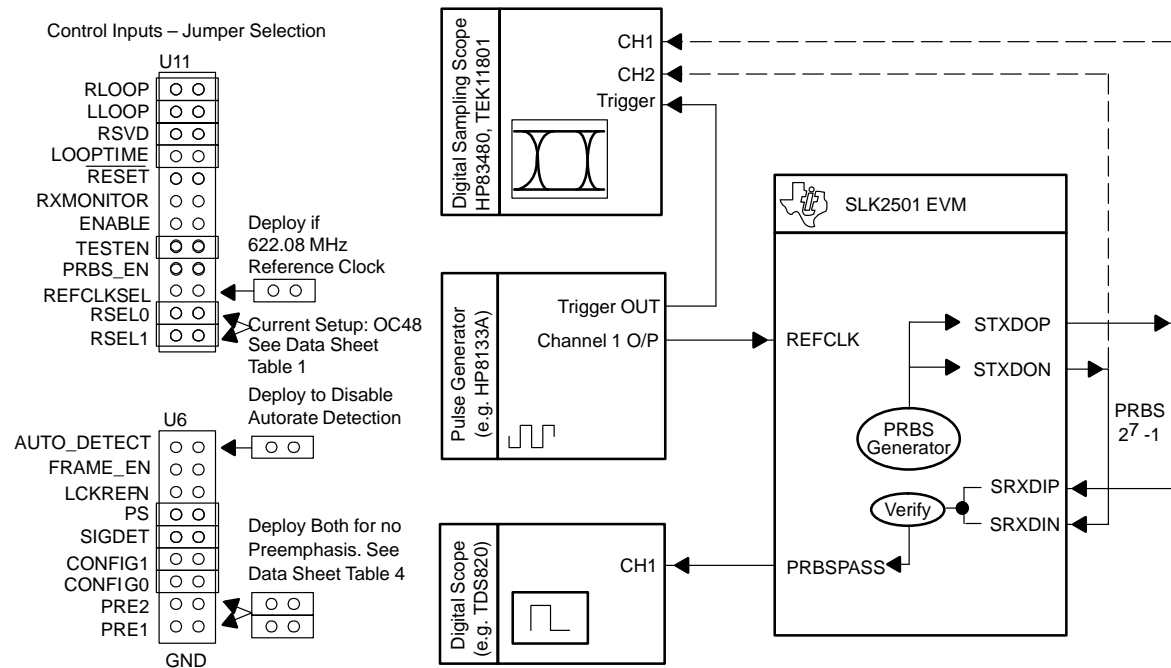 Control Inputs – Jumper Selection
U11
RLOOP
LLOOP
RSVD
LOOPTIME
RESET
RXMONITOR
ENABLE
TESTEN
PRBS_EN
REFCLKSEL
RSEL0
RSEL1
Deploy if
622.08 MHz
Reference Clock
Current Setup: OC48
See Data Sheet
Table 1
Deploy to Disable
Autorate Detection
U6
AUTO_DETECT
FRAME_EN
LCKREFN
PS
SIGDET
CONFIG1
CONFIG0
PRE2
PRE1
GND
Deploy Both for no
Preemphasis. See
Data Sheet Table 4
Digital Sampling Scope
HP83480, TEK11801
CH1
CH2
Trigger
Pulse Generator
(e.g. HP8133A)
Trigger OUT
Channel 1 O/P
Digital Scope
(e.g. TDS820)
CH1
SLK2501 EVM
REFCLK
STXDOP
STXDON
PRBS
Generator
PRBS
2⁷ -1
SRXDIP
SRXDIN
Verify
PRBSPASS